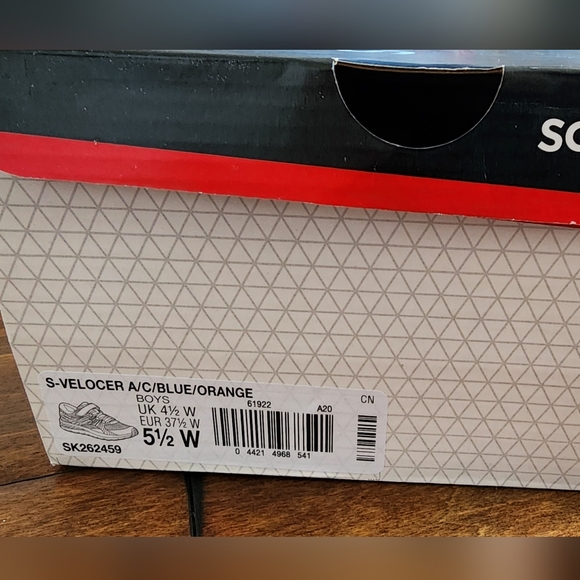 SC
S-VELOCER A/C/BLUE/ORANGE
BOYS
UK 4½ W
EUR 37½ W
5½ W
SK262459
61922
A20
CN
0 4421 4968 541